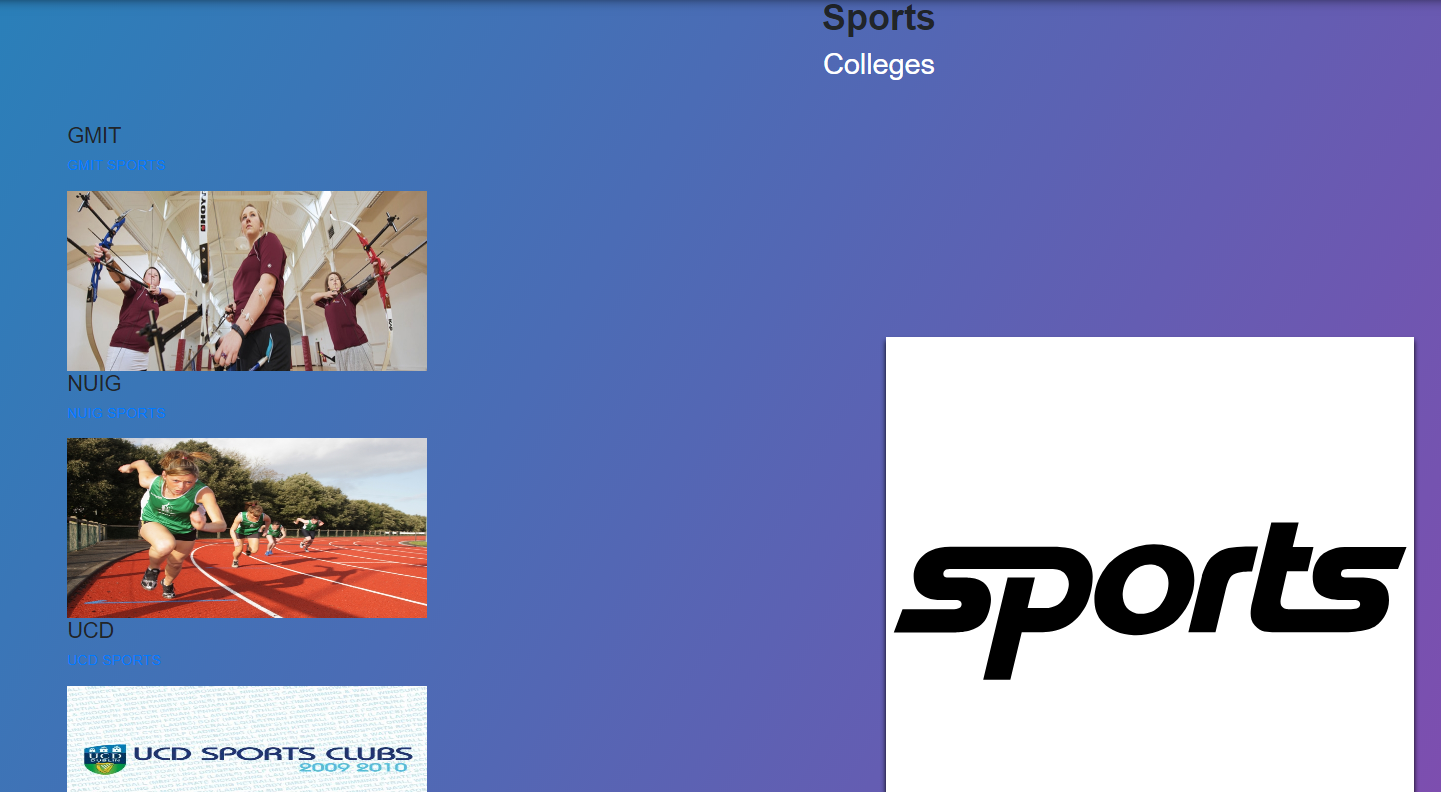 Sports
Colleges
GMIT
GMIT SPORTS
HOYT
NUIG
NUIG SPORTS
UCD
UCD SPORTS
UCD
DUBLIN
UCD SPORTS CLUBS
2009 2010
sports